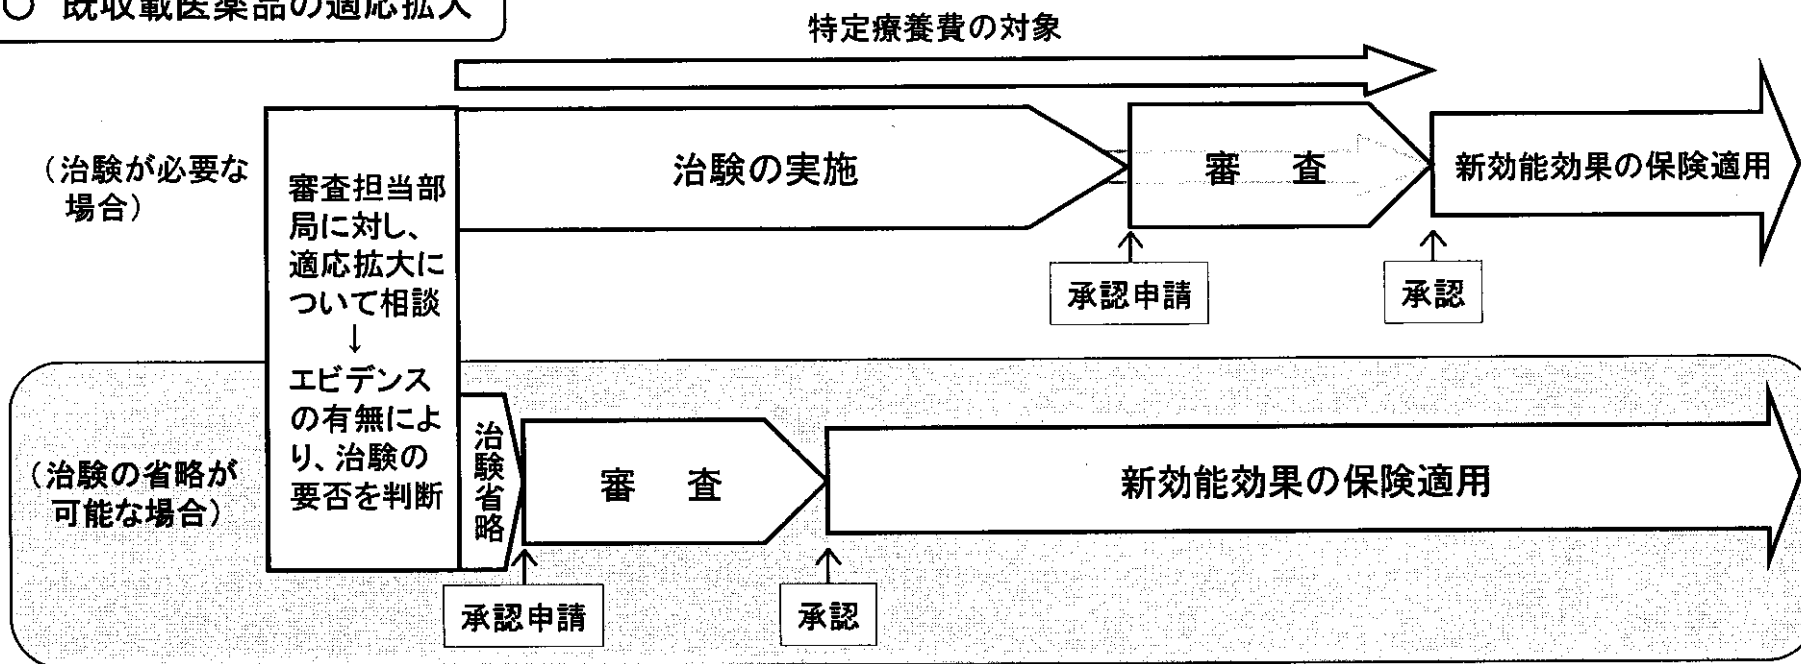 ○ 既収載医薬品の適応拡大
特定療養費の対象
（治験が必要な
場合）
審査担当部
局に対し、
適応拡大に
ついて相談
↓
エビデンス
の有無によ
り、治験の
要否を判断
治験の実施
審　査
新効能効果の保険適用
承認申請
承認
（治験の省略が
可能な場合）
治験省略
審　査
新効能効果の保険適用
承認申請
承認